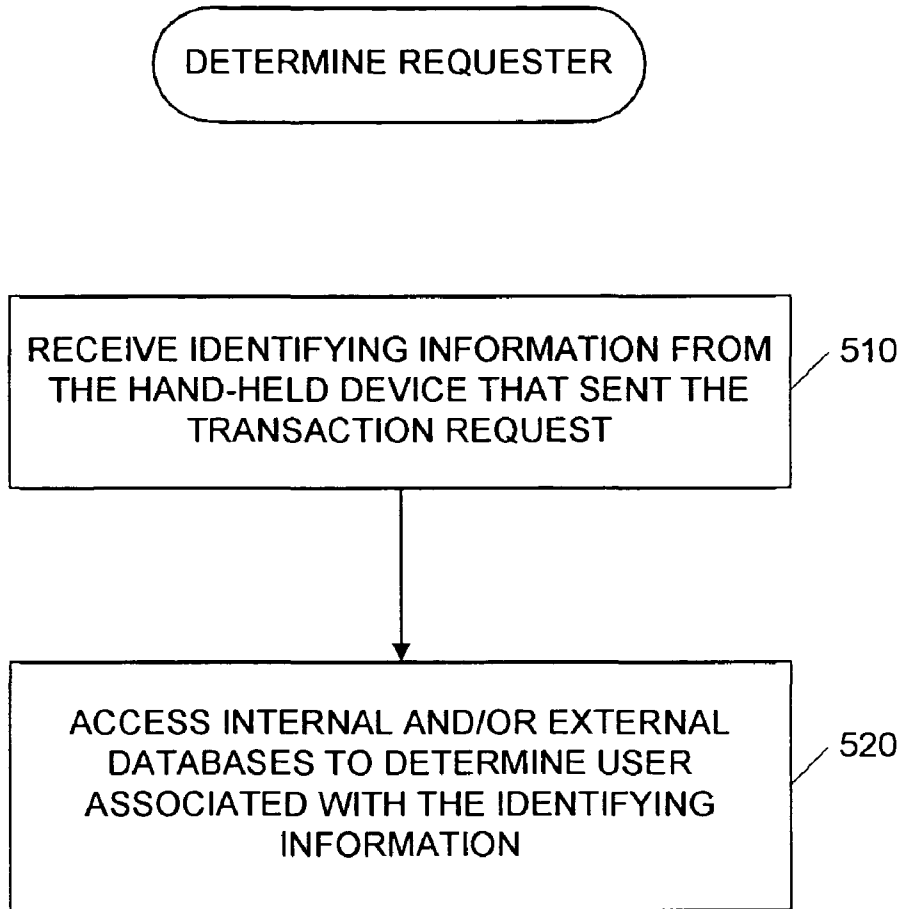 DETERMINE REQUESTER
RECEIVE IDENTIFYING INFORMATION FROM
THE HAND-HELD DEVICE THAT SENT THE
TRANSACTION REQUEST
510
ACCESS INTERNAL AND/OR EXTERNAL
DATABASES TO DETERMINE USER
ASSOCIATED WITH THE IDENTIFYING
INFORMATION
520